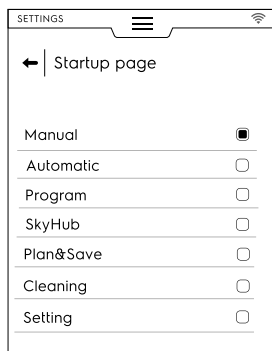 SETTINGS
Startup page
Manual
Automatic
Program
SkyHub
Plan&Save
Cleaning
Setting